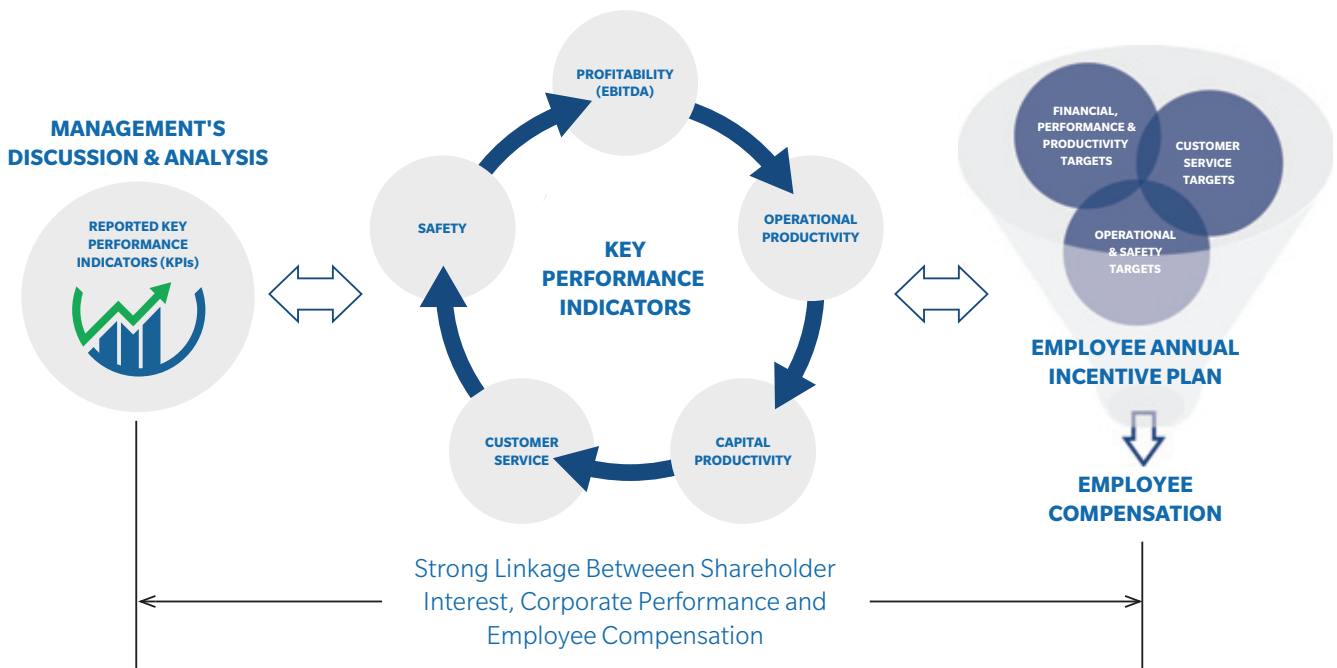 MANAGEMENT'S
DISCUSSION & ANALYSIS
REPORTED KEY
PERFORMANCE
INDICATORS (KPIs)
PROFITABILITY
(EBITDA)
OPERATIONAL
PRODUCTIVITY
CAPITAL
PRODUCTIVITY
CUSTOMER
SERVICE
SAFETY
KEY
PERFORMANCE
INDICATORS
FINANCIAL,
PERFORMANCE &
PRODUCTIVITY
TARGETS
CUSTOMER
SERVICE
TARGETS
OPERATIONAL
& SAFETY
TARGETS
EMPLOYEE ANNUAL
INCENTIVE PLAN
EMPLOYEE
COMPENSATION
Strong Linkage Betweeen Shareholder
Interest, Corporate Performance and
Employee Compensation